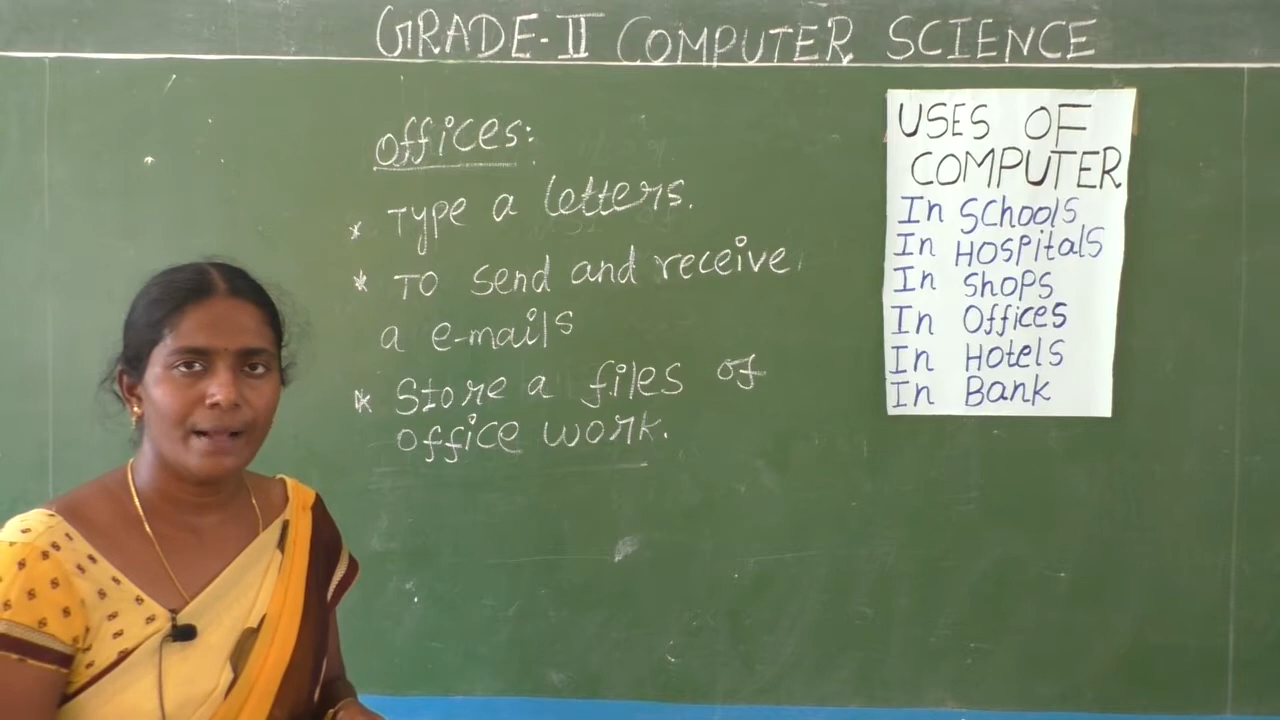 GRADE-II COMPUTER SCIENCE
offices:
* Type a letters.
* To send and receive
a e-mails
* Store a files of
office work.
USES OF
COMPUTER
In Schools
In Hospitals
In Shops
In Offices
In Hotels
In Bank